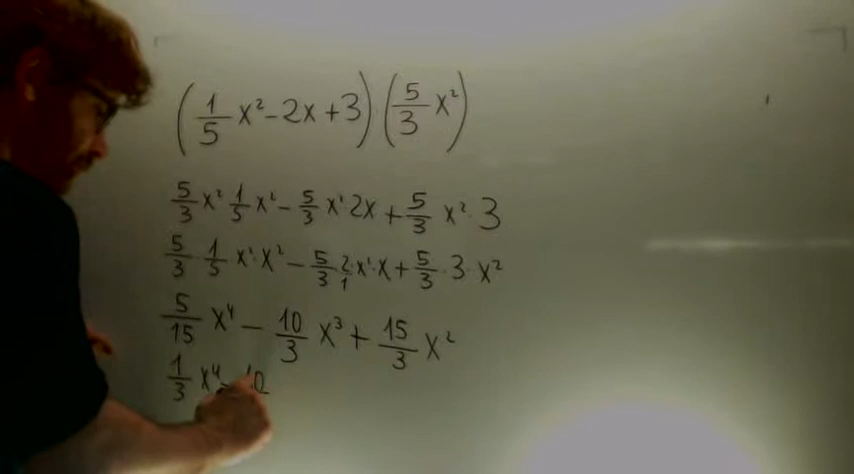 (1/5 x² - 2x + 3) (5/3 x²)
5/3 x² 1/5 x² - 5/3 x² 2x + 5/3 x² · 3
5/3 · 1/5 x² · x² - 5/3 · 2/1 x² · x + 5/3 · 3 x²
5/15 x⁴ - 10/3 x³ + 15/3 x²
1/3 x⁴ - 10